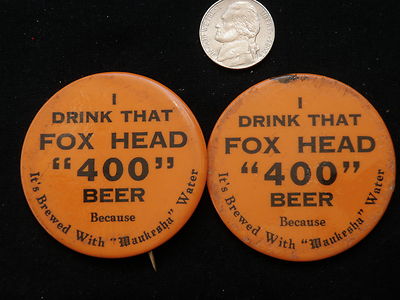 I
DRINK THAT
FOX HEAD
"400"
BEER
Because
It's Brewed With "Waukesha" Water
I
DRINK THAT
FOX HEAD
"400"
BEER
Because
It's Brewed With "Waukesha" Water